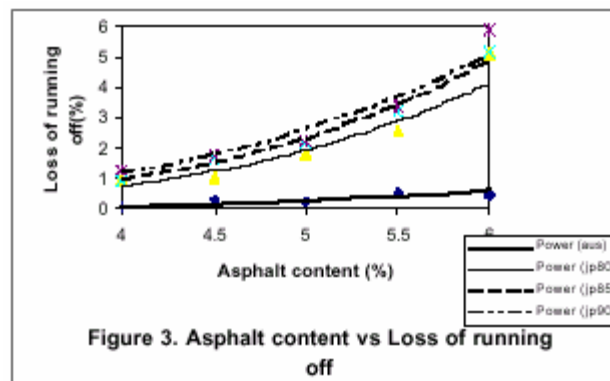 6
5
4
3
2
1
0
Loss of running
off(%)
4
4.5
5
5.5
6
Asphalt content (%)
Power (aus)
Power (jp80
Power (jp85
Power (jp90
Figure 3. Asphalt content vs Loss of running
off